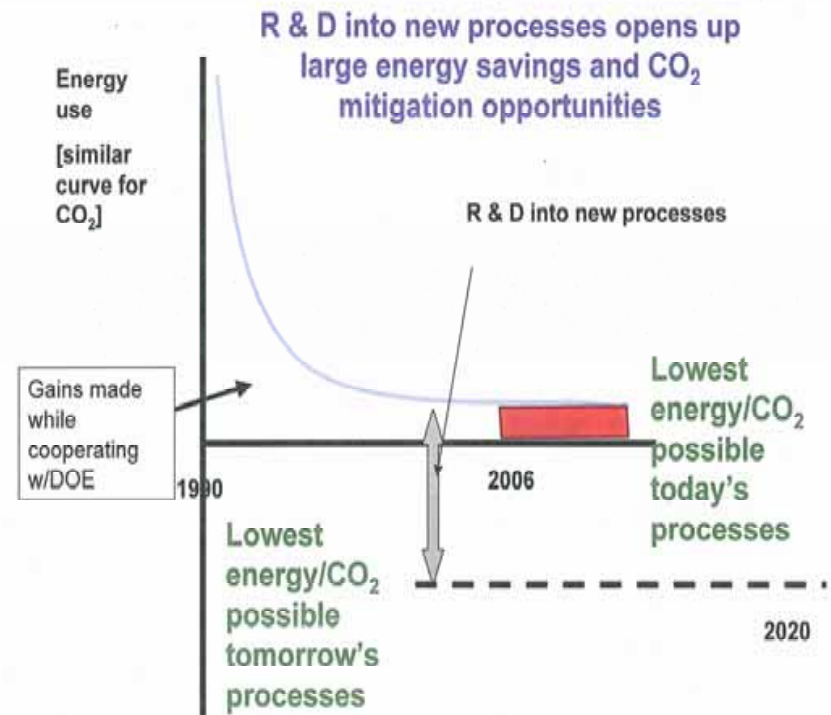 R & D into new processes opens up
large energy savings and CO₂
mitigation opportunities
Energy
use
[similar
curve for
CO₂]
R & D into new processes
Gains made
while
cooperating
w/DOE
1990
2006
Lowest
energy/CO₂
possible
today's
processes
Lowest
energy/CO₂
possible
tomorrow's
processes
2020